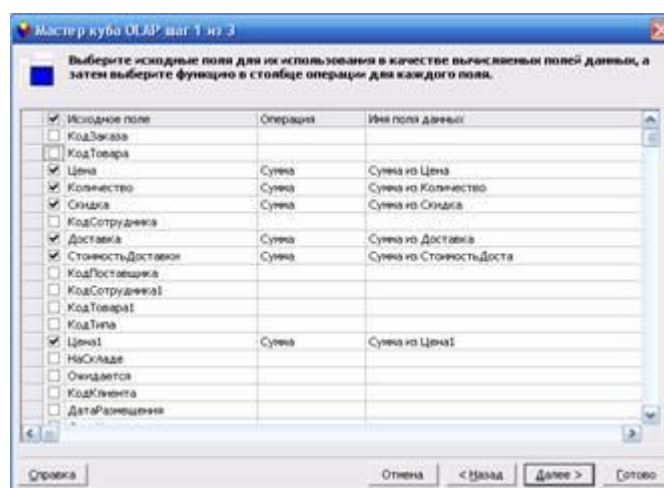 Мастер куба OLAP шаг 1 из 3
Выберите исходные поля для их использования в качестве вычисляемых полей данных, а
затем выберите функцию в столбце операции для каждого поля.
Исходное поле Операция Имя поля данных
КодЗаказа
КодТовара
Цена Сумма Сумма из Цена
Количество Сумма Сумма из Количество
Скидка Сумма Сумма из Скидка
КодСотрудника
Доставка Сумма Сумма из Доставка
СтоимостьДоставки Сумма Сумма из СтоимостьДоста
КодПоставщика
КодСотрудника1
КодТовара1
КодТипа
Цена1 Сумма Сумма из Цена1
НаСкладе
Ожидается
КодКлиента
ДатаРазмещения
Справка Отмена < Назад Далее > Готово